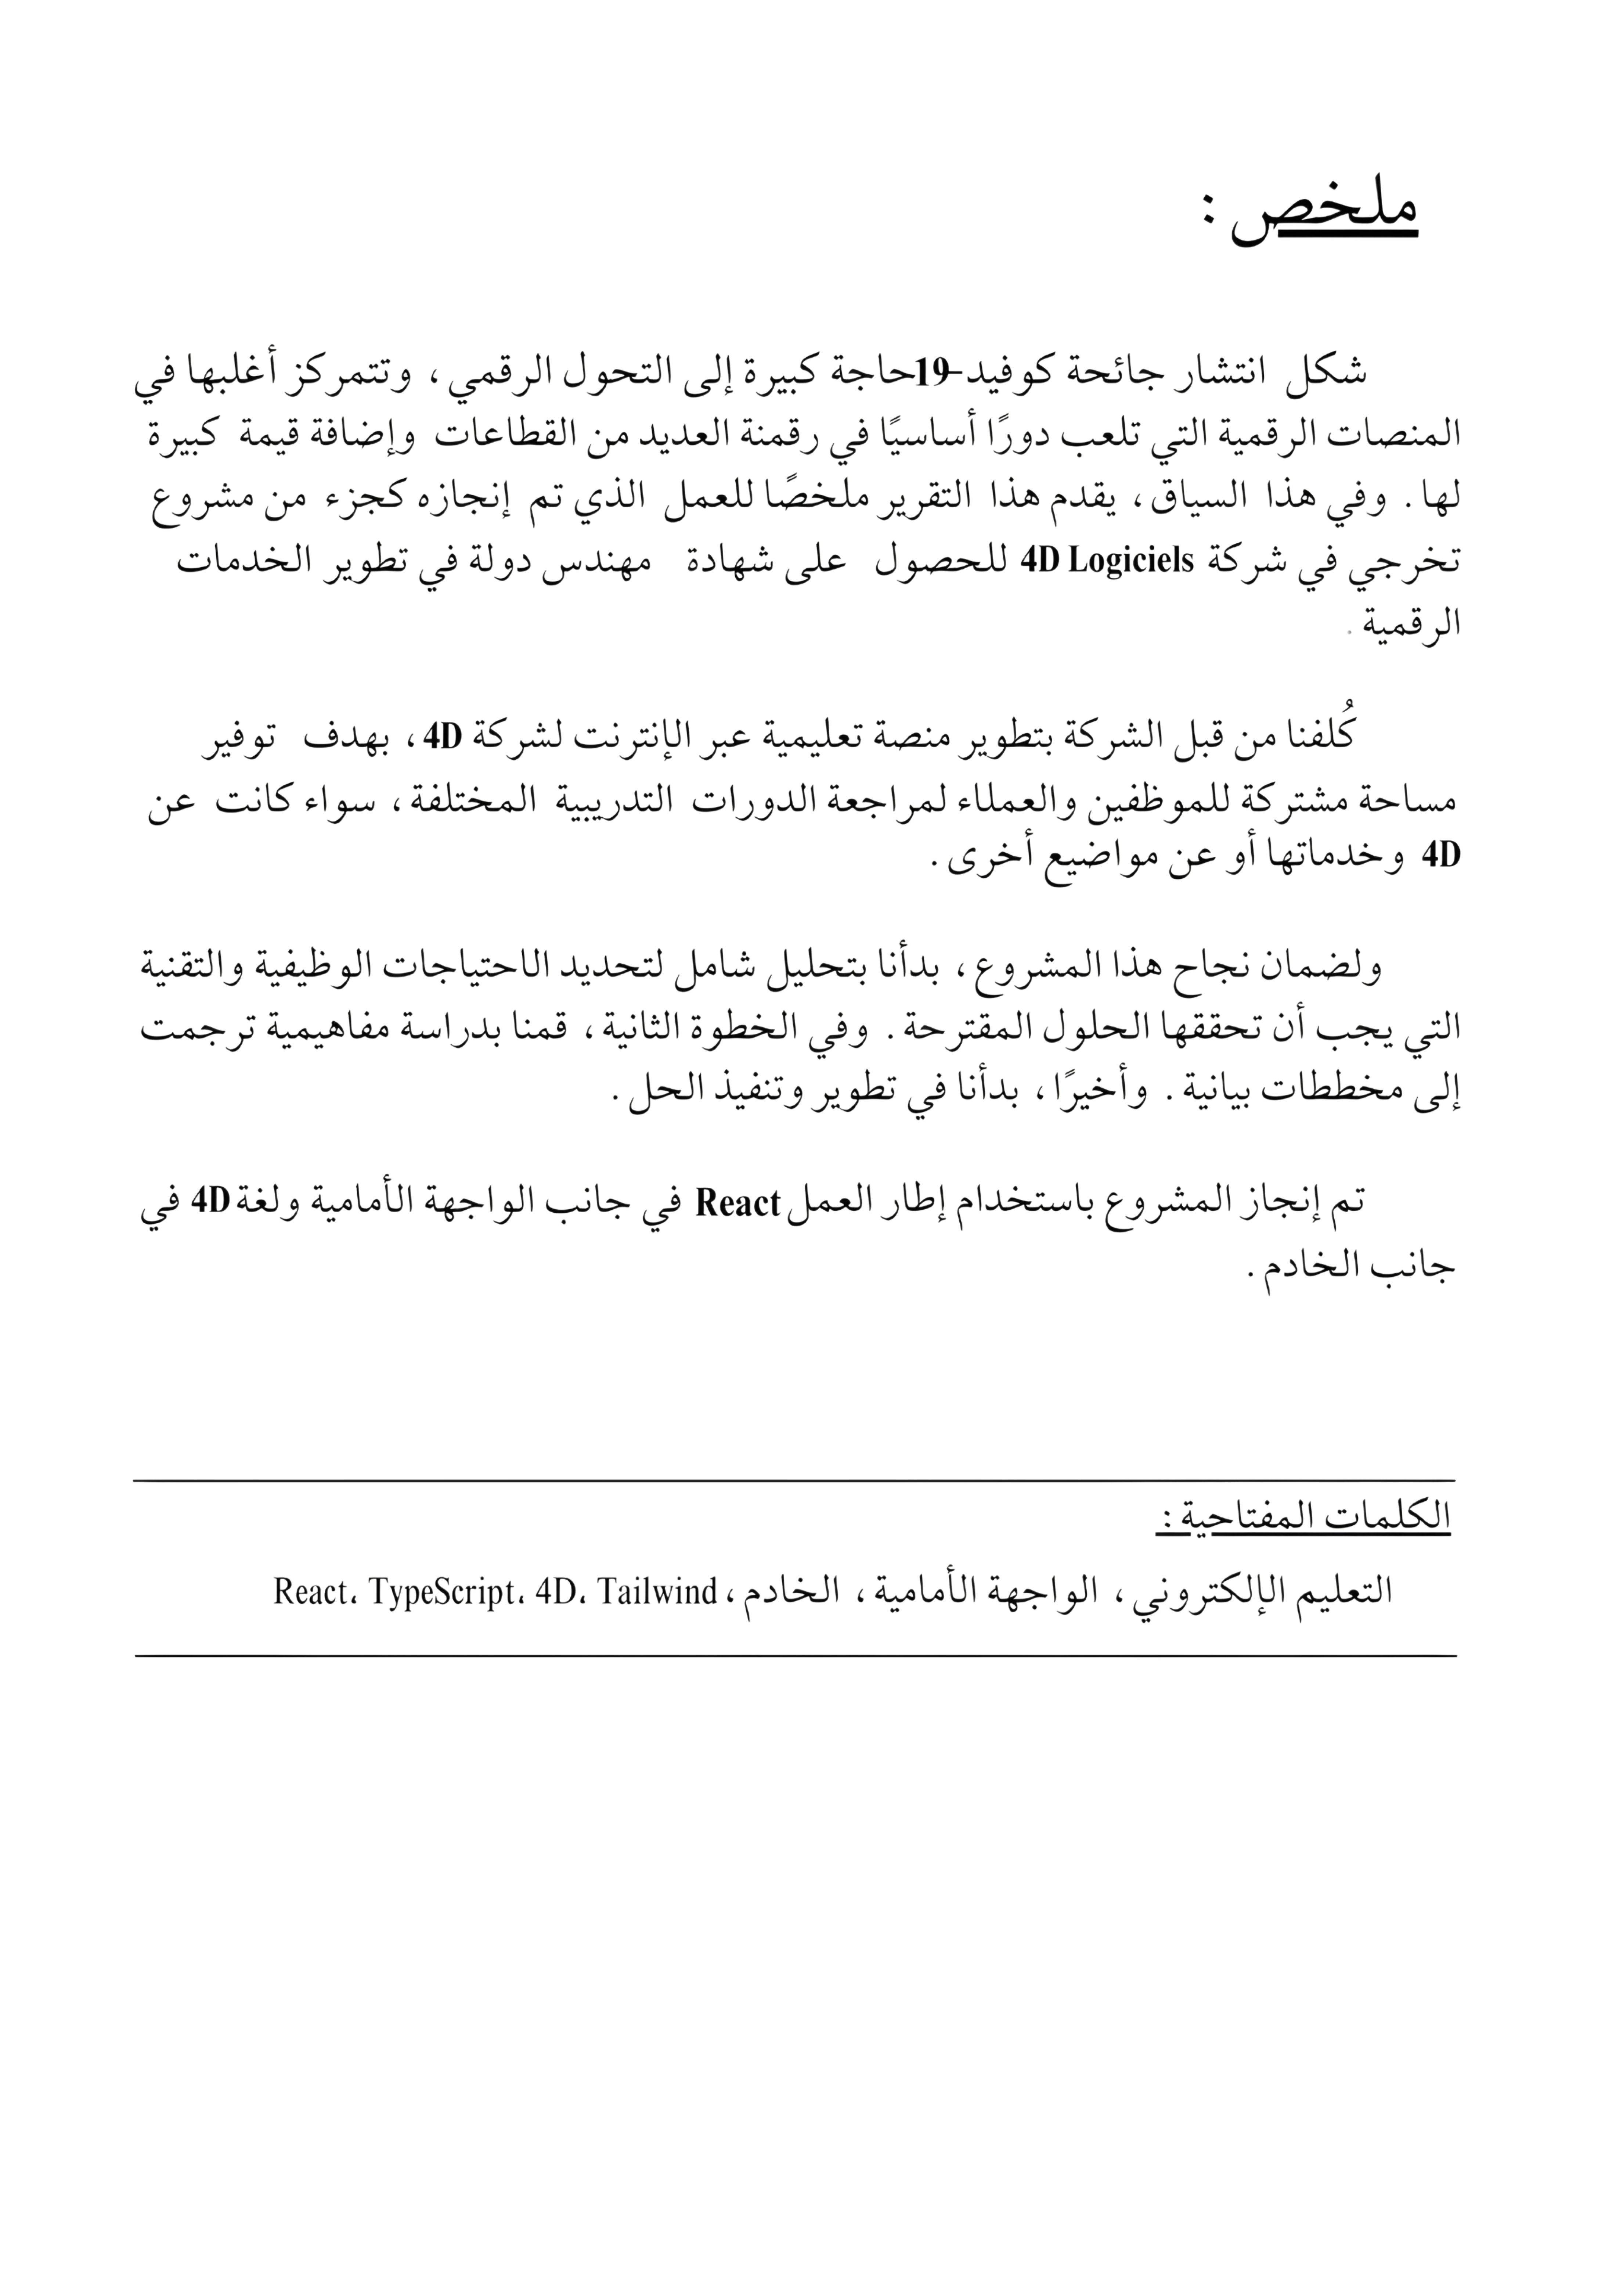 ملخص :
شكل انتشار جائحة كوفيد-19حاجة كبيرة إلى التحول الرقمي، وتتمركز أغلبها في
المنصات الرقمية التي تلعب دورًا أساسيًا في رقمنة العديد من القطاعات وإضافة قيمة كبيرة
لها. وفي هذا السياق، يقدم هذا التقرير ملخصًا للعمل الذي تم إنجازه كجزء من مشروع
تخرجي في شركة 4D Logiciels للحصول على شهادة مهندس دولة في تطوير الخدمات
الرقمية.
كُلفنا من قبل الشركة بتطوير منصة تعليمية عبر الإنترنت لشركة 4D، بهدف توفير
مساحة مشتركة للموظفين والعملاء لمراجعة الدورات التدريبية المختلفة، سواء كانت عن
4D وخدماتها أو عن مواضيع أخرى.
ولضمان نجاح هذا المشروع، بدأنا بتحليل شامل لتحديد الاحتياجات الوظيفية والتقنية
التي يجب أن تحققها الحلول المقترحة. وفي الخطوة الثانية، قمنا بدراسة مفاهيمية ترجمت
إلى مخططات بيانية. وأخيرًا، بدأنا في تطوير وتنفيذ الحل.
تم إنجاز المشروع باستخدام إطار العمل React في جانب الواجهة الأمامية ولغة 4D في
جانب الخادم.
الكلمات المفتاحية :
التعليم الإلكتروني، الواجهة الأمامية، الخادم، React، TypeScript، 4D، Tailwind